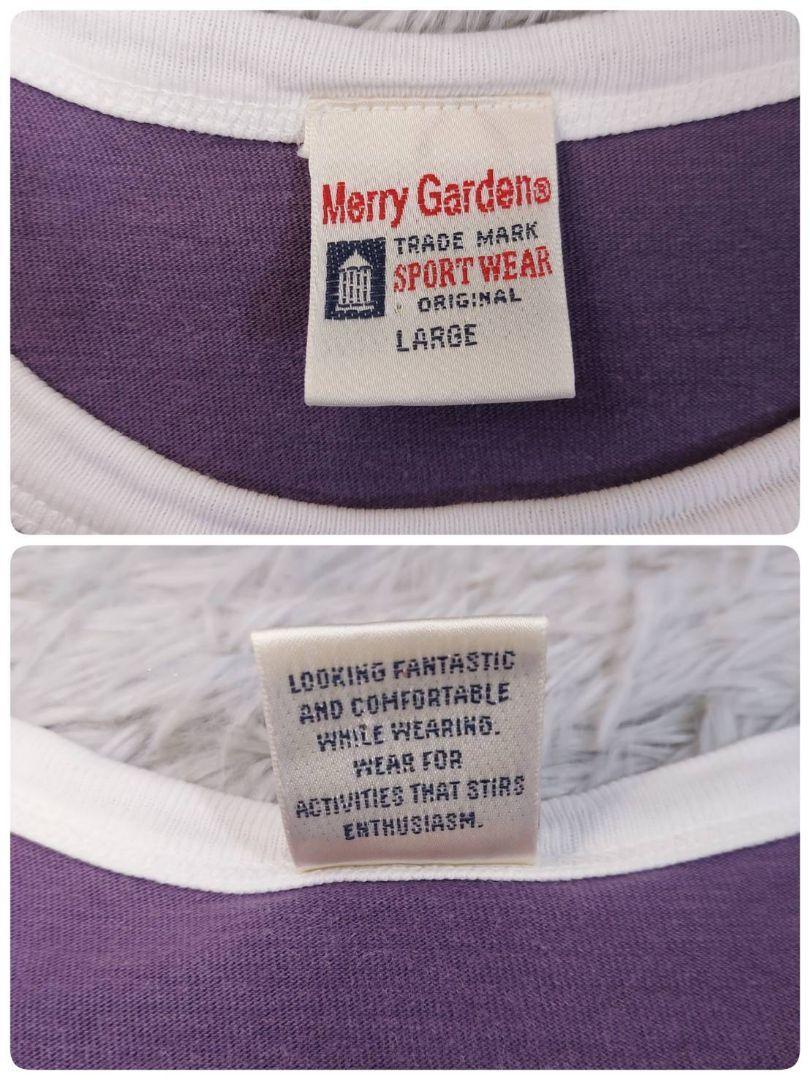 Merry Garden®
TRADE MARK
SPORT WEAR
ORIGINAL
LARGE
LOOKING FANTASTIC
AND COMFORTABLE
WHILE WEARING.
WEAR FOR
ACTIVITIES THAT STIRS
ENTHUSIASM.